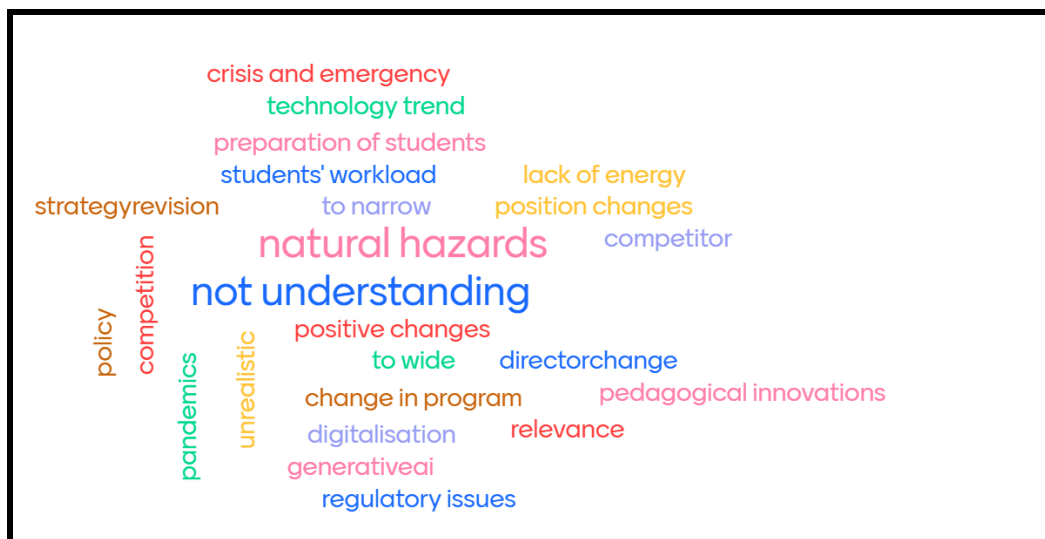 crisis and emergency
technology trend
preparation of students
students' workload
lack of energy
strategyrevision
to narrow
position changes
natural hazards
competitor
competition
not understanding
policy
positive changes
unrealistic
pandemics
to wide
directorchange
change in program
pedagogical innovations
digitalisation
relevance
generativeai
regulatory issues